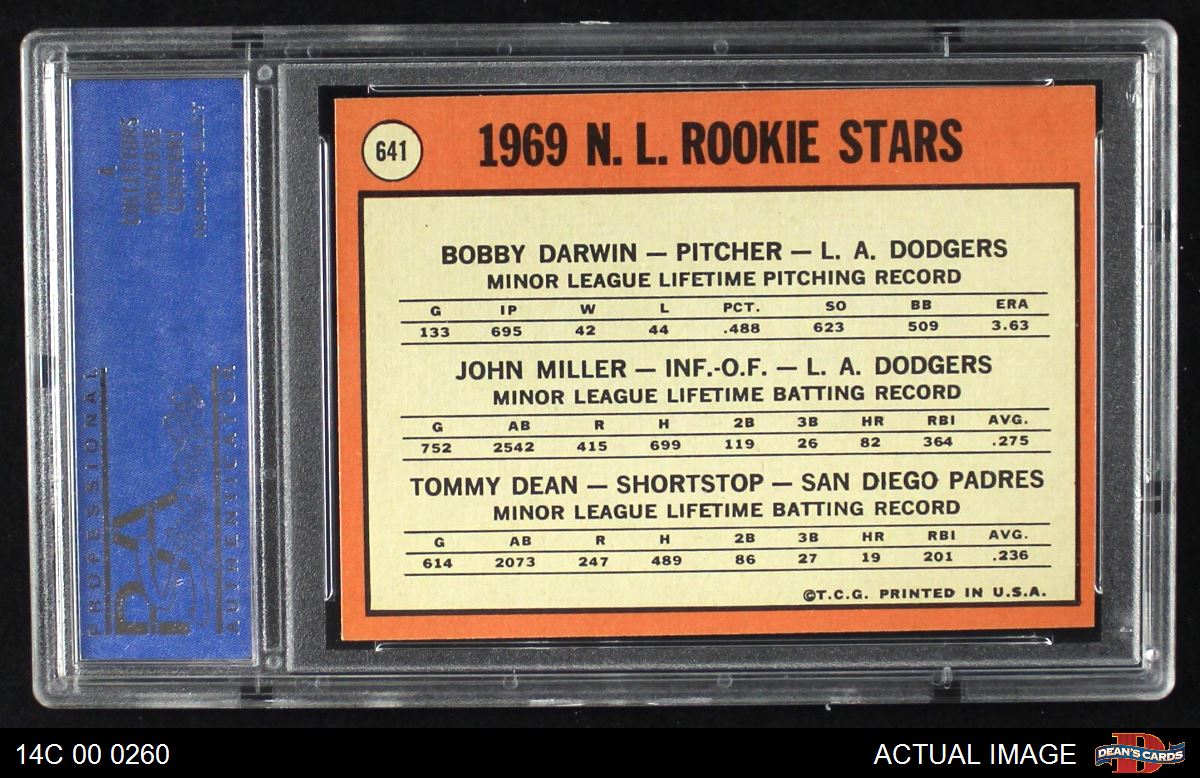 641
1969 N. L. ROOKIE STARS
BOBBY DARWIN — PITCHER — L. A. DODGERS
MINOR LEAGUE LIFETIME PITCHING RECORD
G IP W L PCT. SO BB ERA
133 695 42 44 .488 623 509 3.63
JOHN MILLER — INF.-O.F. — L. A. DODGERS
MINOR LEAGUE LIFETIME BATTING RECORD
G AB R H 2B 3B HR RBI AVG.
752 2542 415 699 119 26 82 364 .275
TOMMY DEAN — SHORTSTOP — SAN DIEGO PADRES
MINOR LEAGUE LIFETIME BATTING RECORD
G AB R H 2B 3B HR RBI AVG.
614 2073 247 489 86 27 19 201 .236
©T.C.G. PRINTED IN U.S.A.
A
COLLECTORS
UNIVERSE
COMPANY
PROFESSIONAL
PSA
AUTHENTICATOR
14C 00 0260
ACTUAL IMAGE
D
DEAN'S CARDS